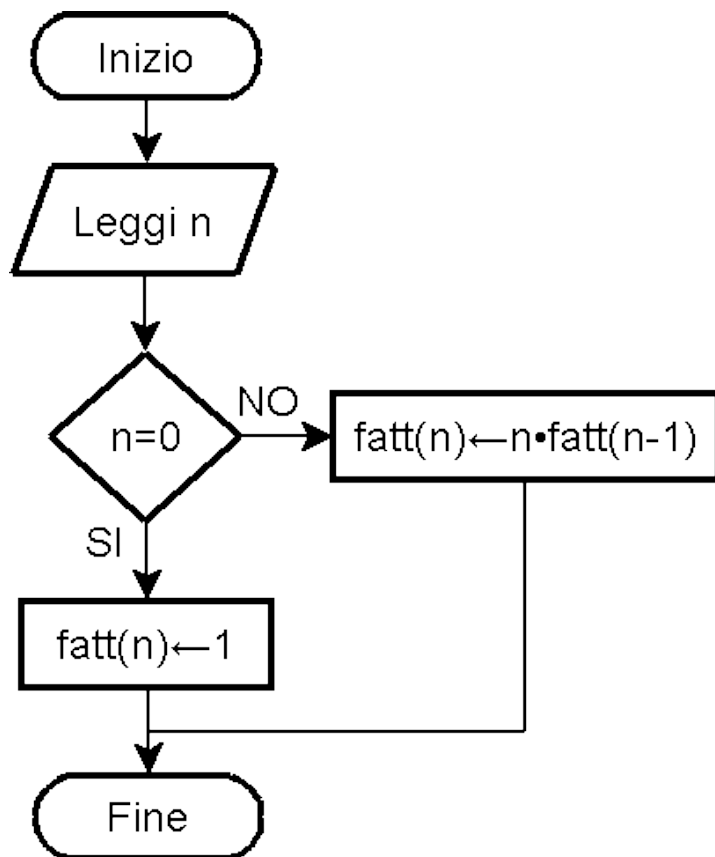 Inizio
Leggi n
n=0
NO
fatt(n)←n•fatt(n-1)
SI
fatt(n)←1
Fine